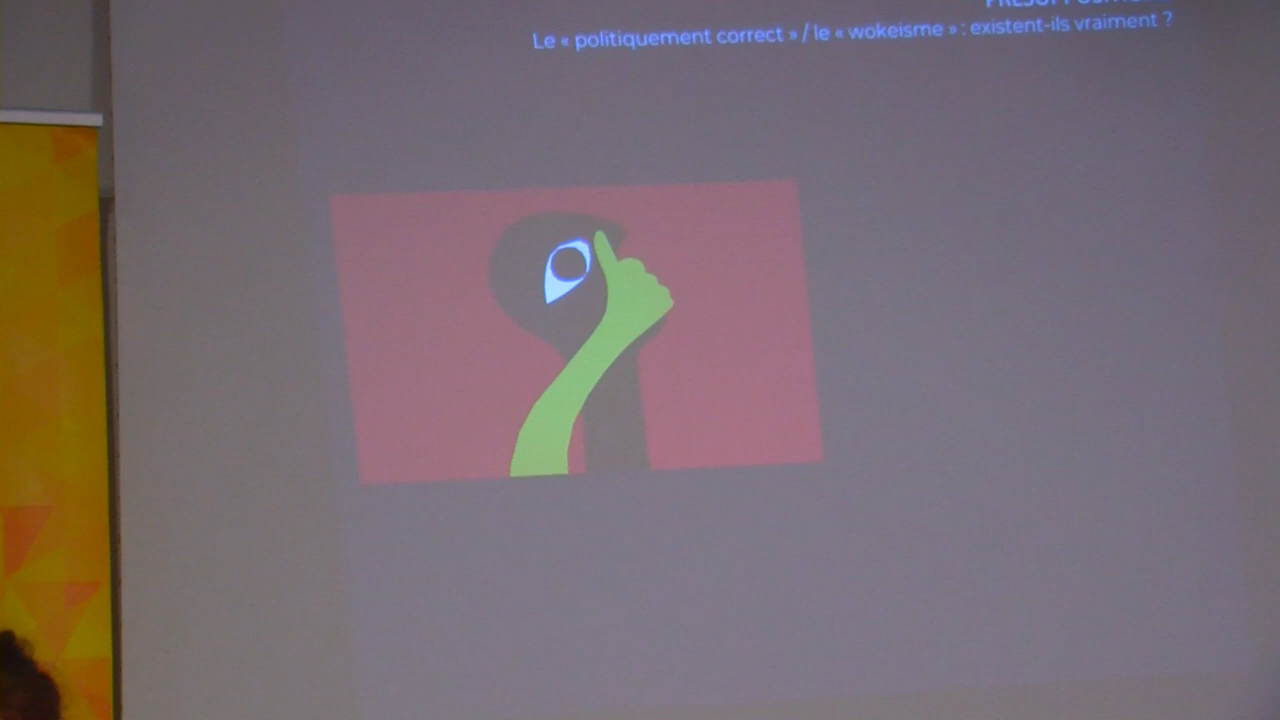 Le « politiquement correct » / le « wokeisme » : existent-ils vraiment ?